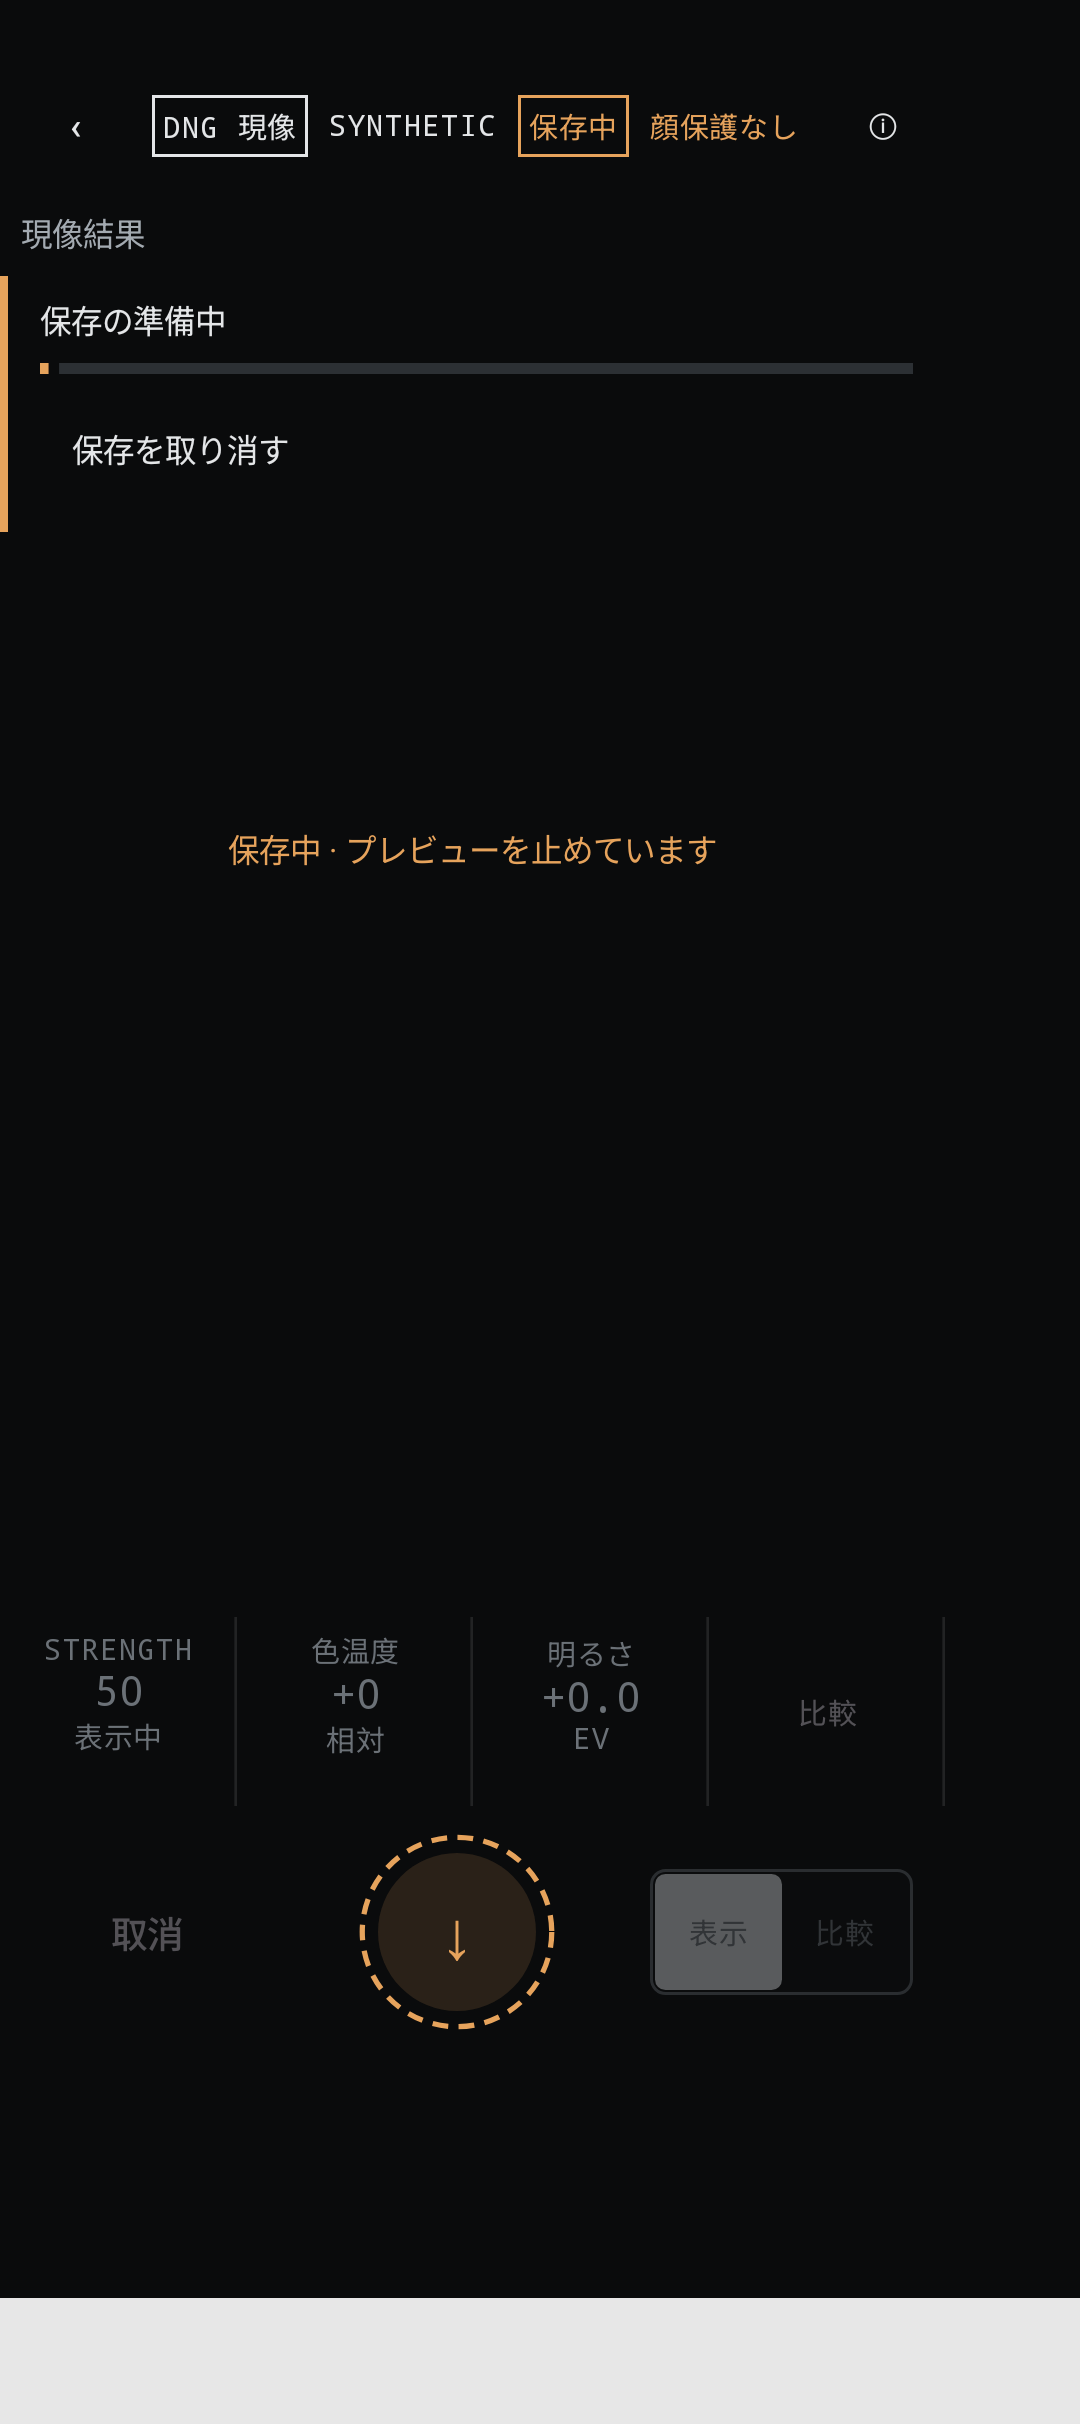 ‹ DNG 現像 SYNTHETIC 保存中 顔保護なし ⓘ
現像結果
保存の準備中
保存を取り消す
保存中 · プレビューを止めています
STRENGTH
50
表示中
色温度
+0
相対
明るさ
+0.0
EV
比較
取消
↓
表示
比較